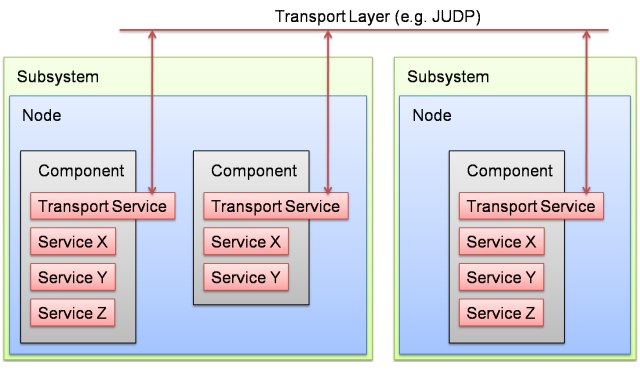 Transport Layer (e.g. JUDP)
Subsystem
Node
Component
Transport Service
Service X
Service Y
Service Z
Component
Transport Service
Service X
Service Y
Subsystem
Node
Component
Transport Service
Service X
Service Y
Service Z